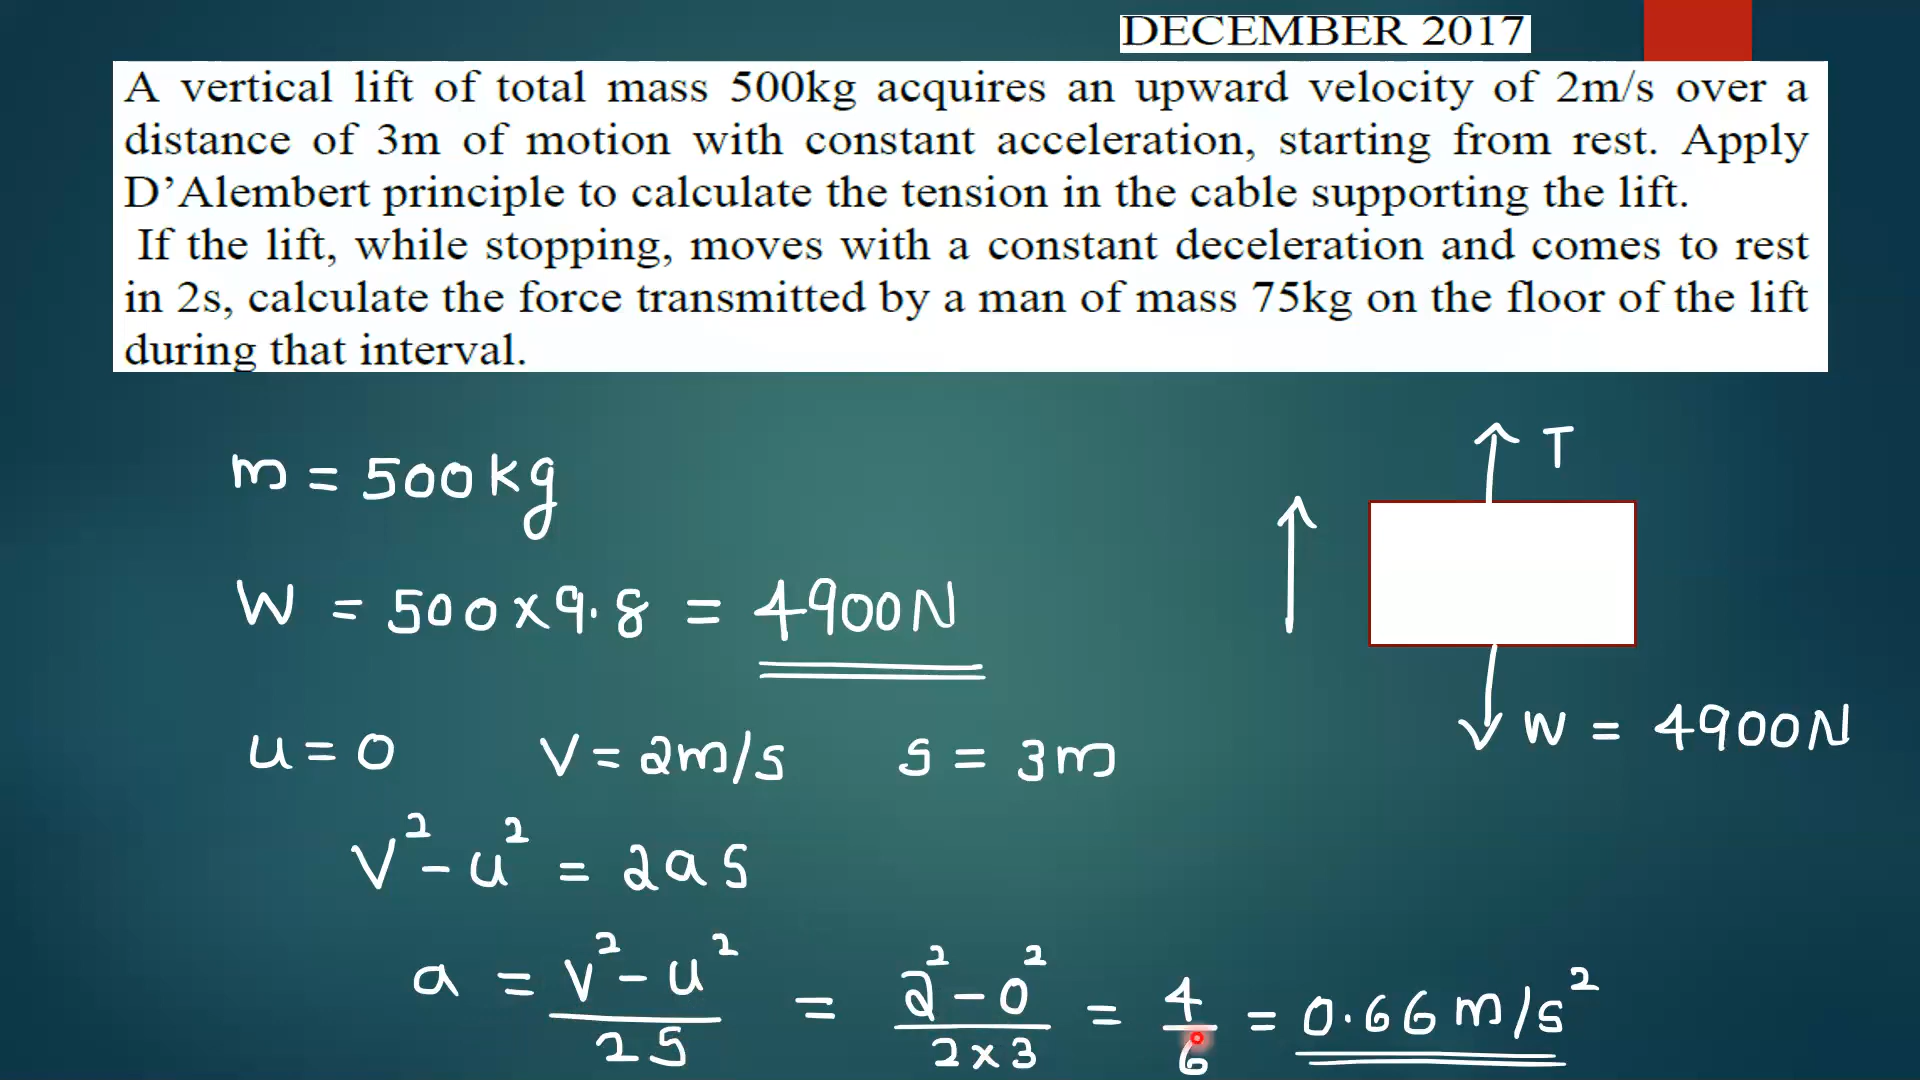 DECEMBER 2017
A vertical lift of total mass 500kg acquires an upward velocity of 2m/s over a
distance of 3m of motion with constant acceleration, starting from rest. Apply
D’Alembert principle to calculate the tension in the cable supporting the lift.
If the lift, while stopping, moves with a constant deceleration and comes to rest
in 2s, calculate the force transmitted by a man of mass 75kg on the floor of the lift
during that interval.
m = 500kg
T
W = 500×9.8 = 4900N
W = 4900N
u = 0 V = 2m/s s = 3m
V² - u² = 2as
a = (V² - u²)/2S = (2² - 0²)/(2×3) = 4/6 = 0.66 m/s²